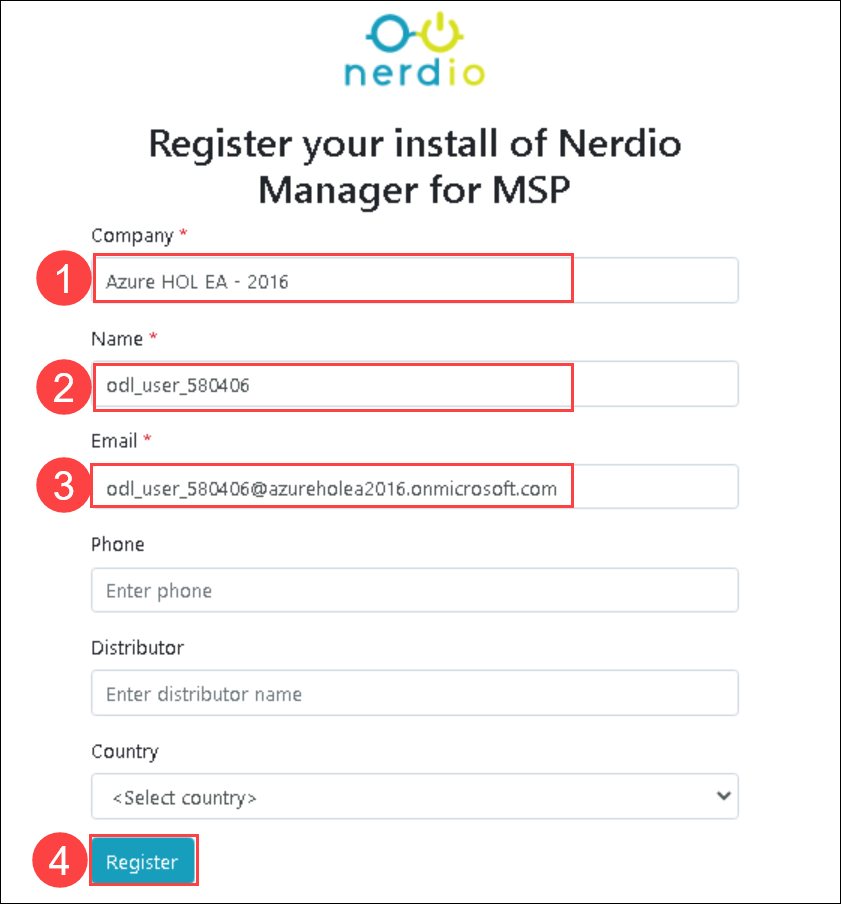 nerdio
Register your install of Nerdio
Manager for MSP
Company *
1
Azure HOL EA - 2016
Name *
2
odl_user_580406
Email *
3
odl_user_580406@azureholea2016.onmicrosoft.com
Phone
Enter phone
Distributor
Enter distributor name
Country
<Select country>
4
Register